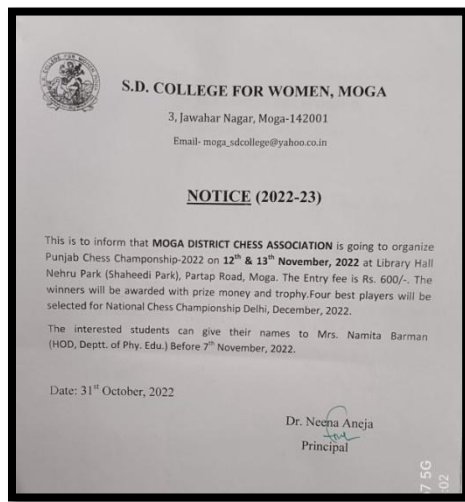 S.D. COLLEGE FOR WOMEN, MOGA
3, Jawahar Nagar, Moga-142001
Email- moga_sdcollege@yahoo.co.in
NOTICE (2022-23)
This is to inform that MOGA DISTRICT CHESS ASSOCIATION is going to organize
Punjab Chess Champonship-2022 on 12th & 13th November, 2022 at Library Hall
Nehru Park (Shaheedi Park), Partap Road, Moga. The Entry fee is Rs. 600/-. The
winners will be awarded with prize money and trophy.Four best players will be
selected for National Chess Championship Delhi, December, 2022.
The interested students can give their names to Mrs. Namita Barman
(HOD, Deptt. of Phy. Edu.) Before 7th November, 2022.
Date: 31st October, 2022
Dr. Neena Aneja
Principal
7 5G
:02